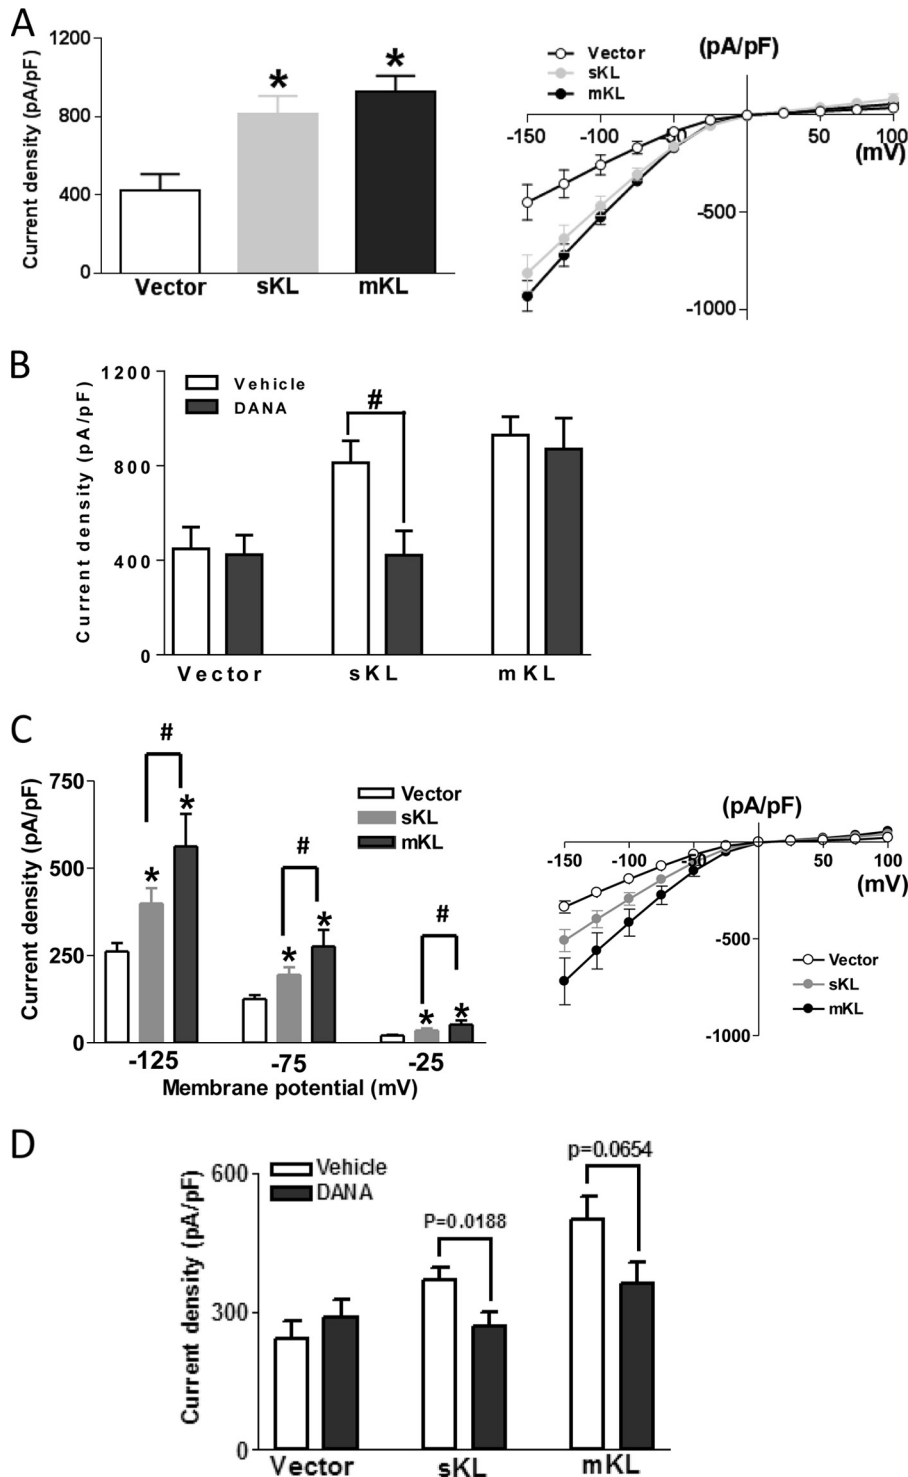 A
1200
800
400
0
Current density (pA/pF)
* *
Vector sKL mKL
Vector
sKL
mKL
(pA/pF)
-150 -100 -50 50 100
(mV)
-500
-1000
B
1200
800
400
0
Current density (pA/pF)
Vehicle
DANA
#
Vector sKL mKL
C
750
500
250
0
Current density (pA/pF)
# # #
* * * * * *
Vector
sKL
mKL
-125 -75 -25
Membrane potential (mV)
(pA/pF)
-150 -100 -50 50 100
(mV)
-500
-1000
Vector
sKL
mKL
D
600
300
0
Current density (pA/pF)
Vehicle
DANA
P=0.0188
p=0.0654
Vector sKL mKL